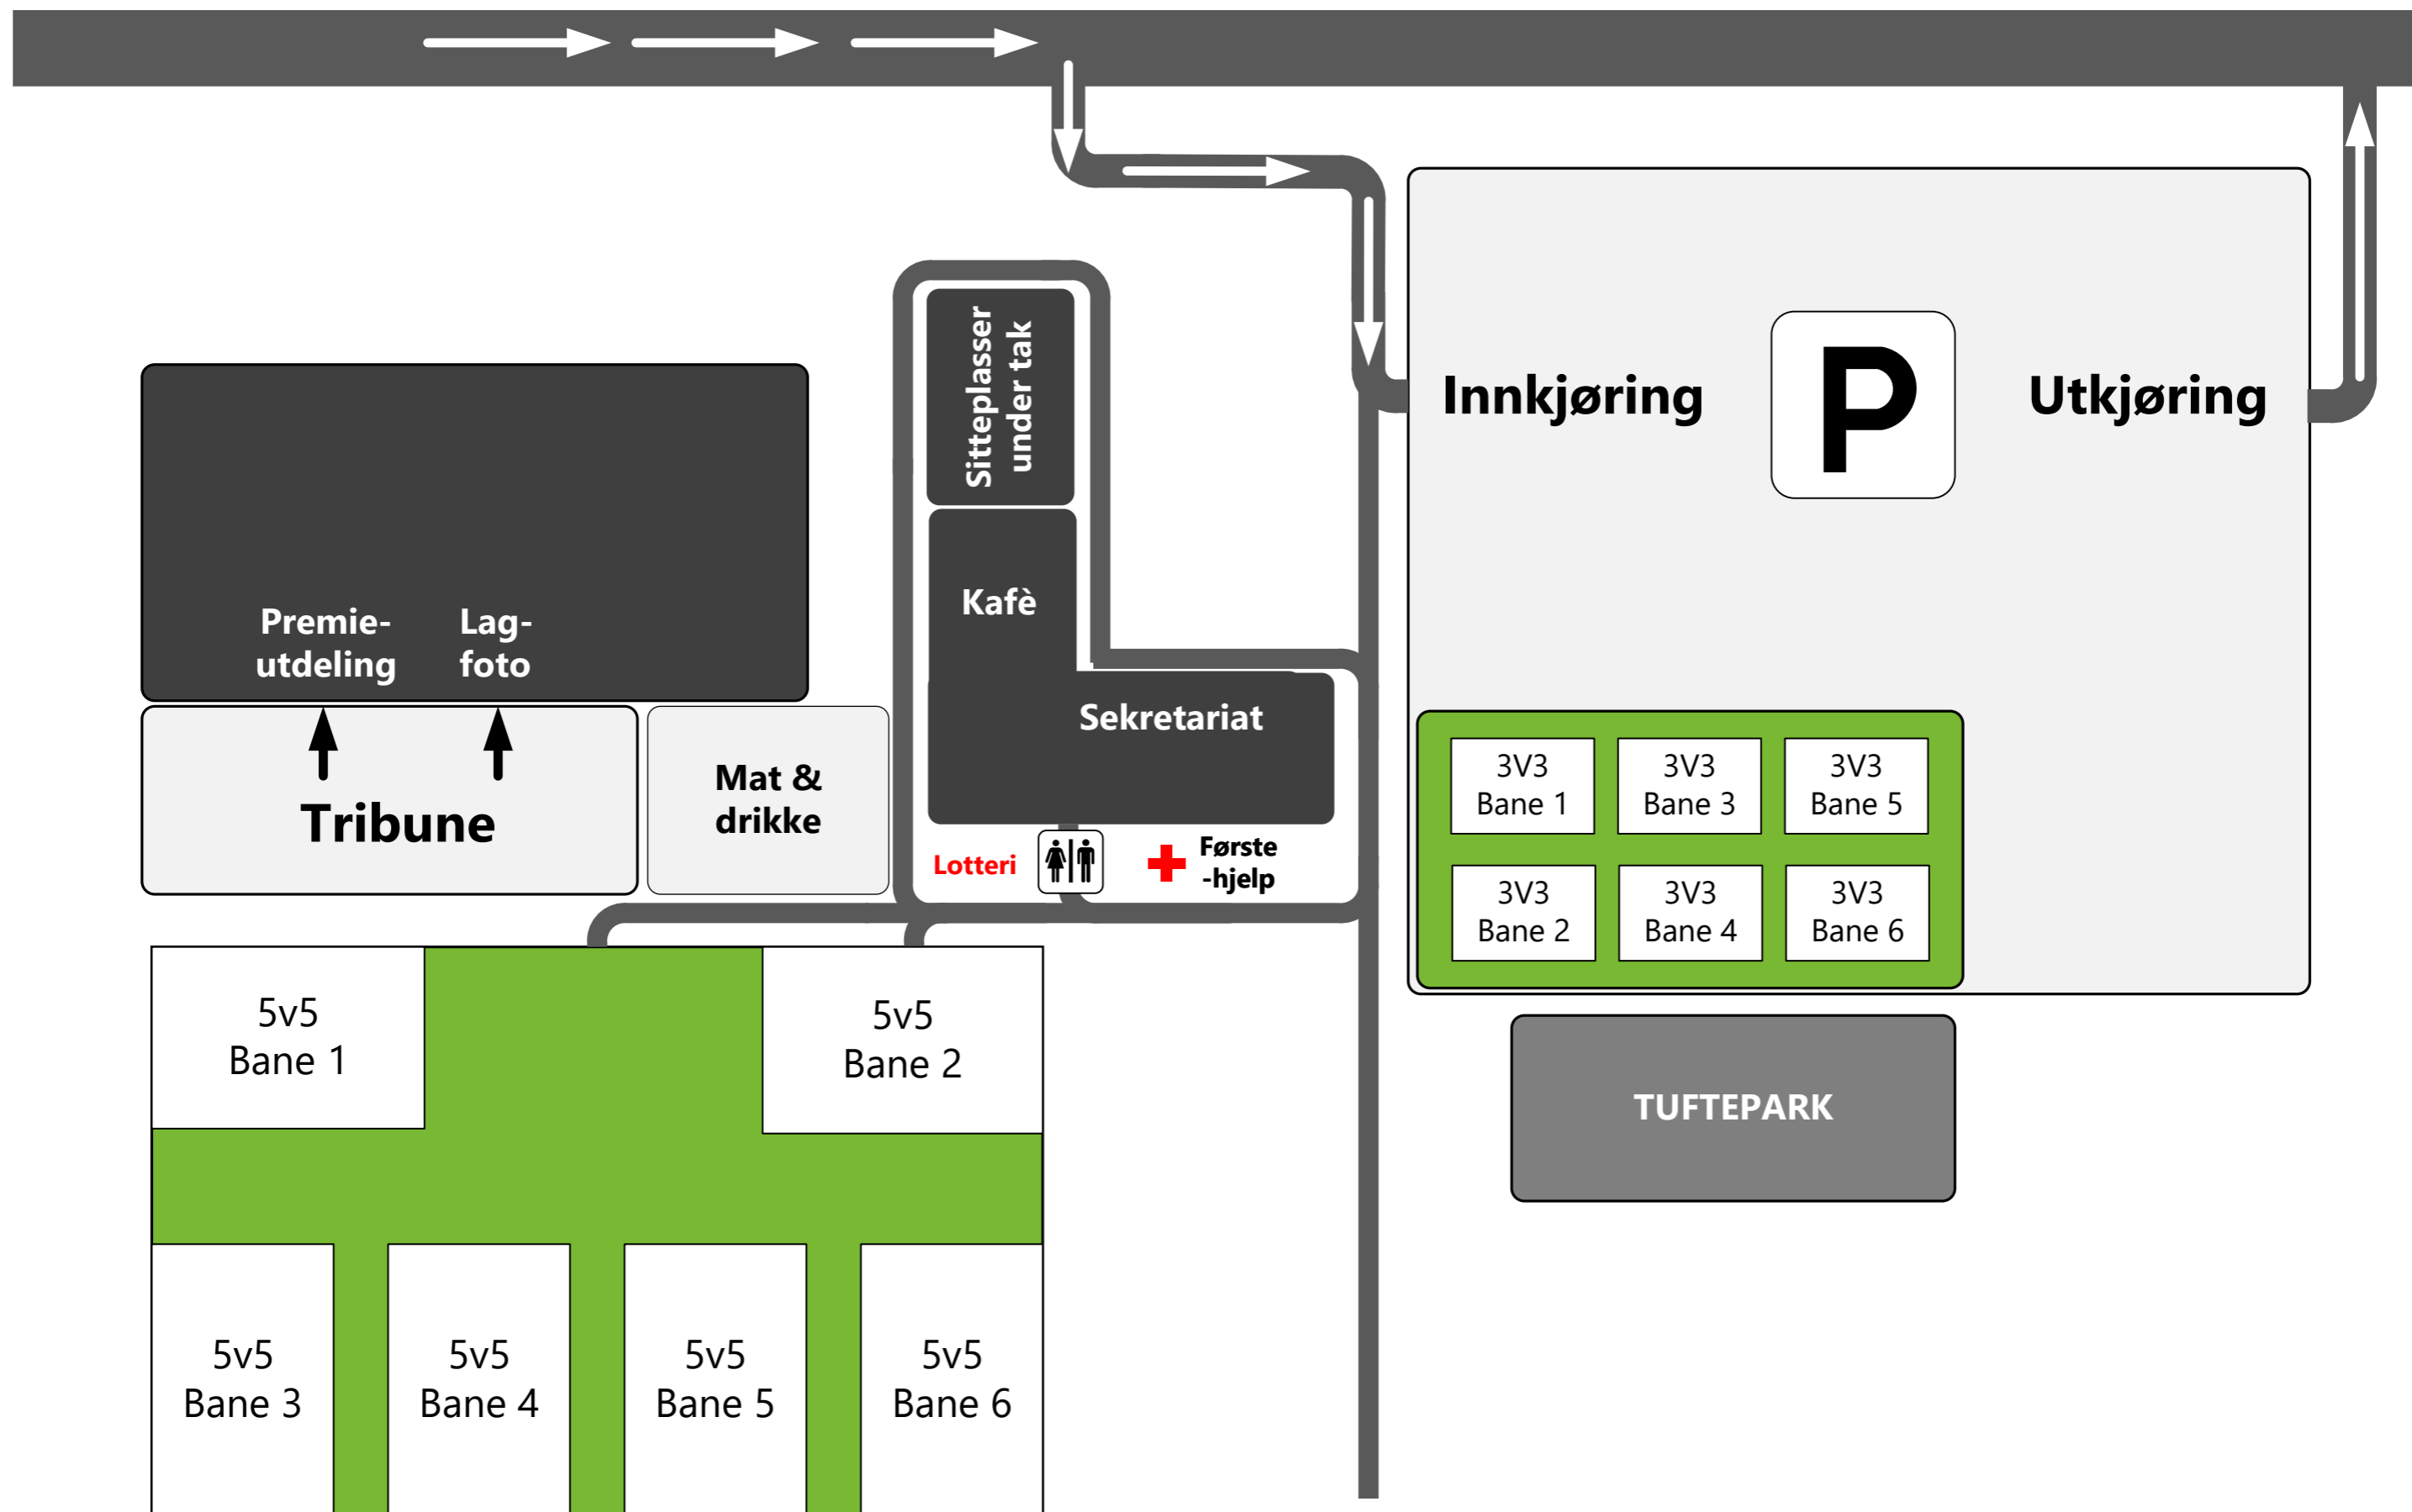 Sitteplasser
under tak
Innkjøring
P
Utkjøring
Kafè
Premie-
utdeling
Lag-
foto
Sekretariat
Tribune
Mat &
drikke
Lotteri
Første
-hjelp
3V3
Bane 1
3V3
Bane 3
3V3
Bane 5
3V3
Bane 2
3V3
Bane 4
3V3
Bane 6
5v5
Bane 1
5v5
Bane 2
TUFTEPARK
5v5
Bane 3
5v5
Bane 4
5v5
Bane 5
5v5
Bane 6